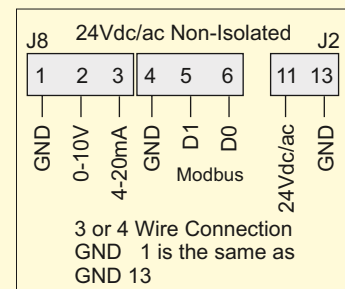 24Vdc/ac Non-Isolated
J8 J2
1 2 3 4 5 6 11 13
GND 0-10V 4-20mA GND D1 D0 24Vdc/ac GND
Modbus
3 or 4 Wire Connection
GND 1 is the same as
GND 13